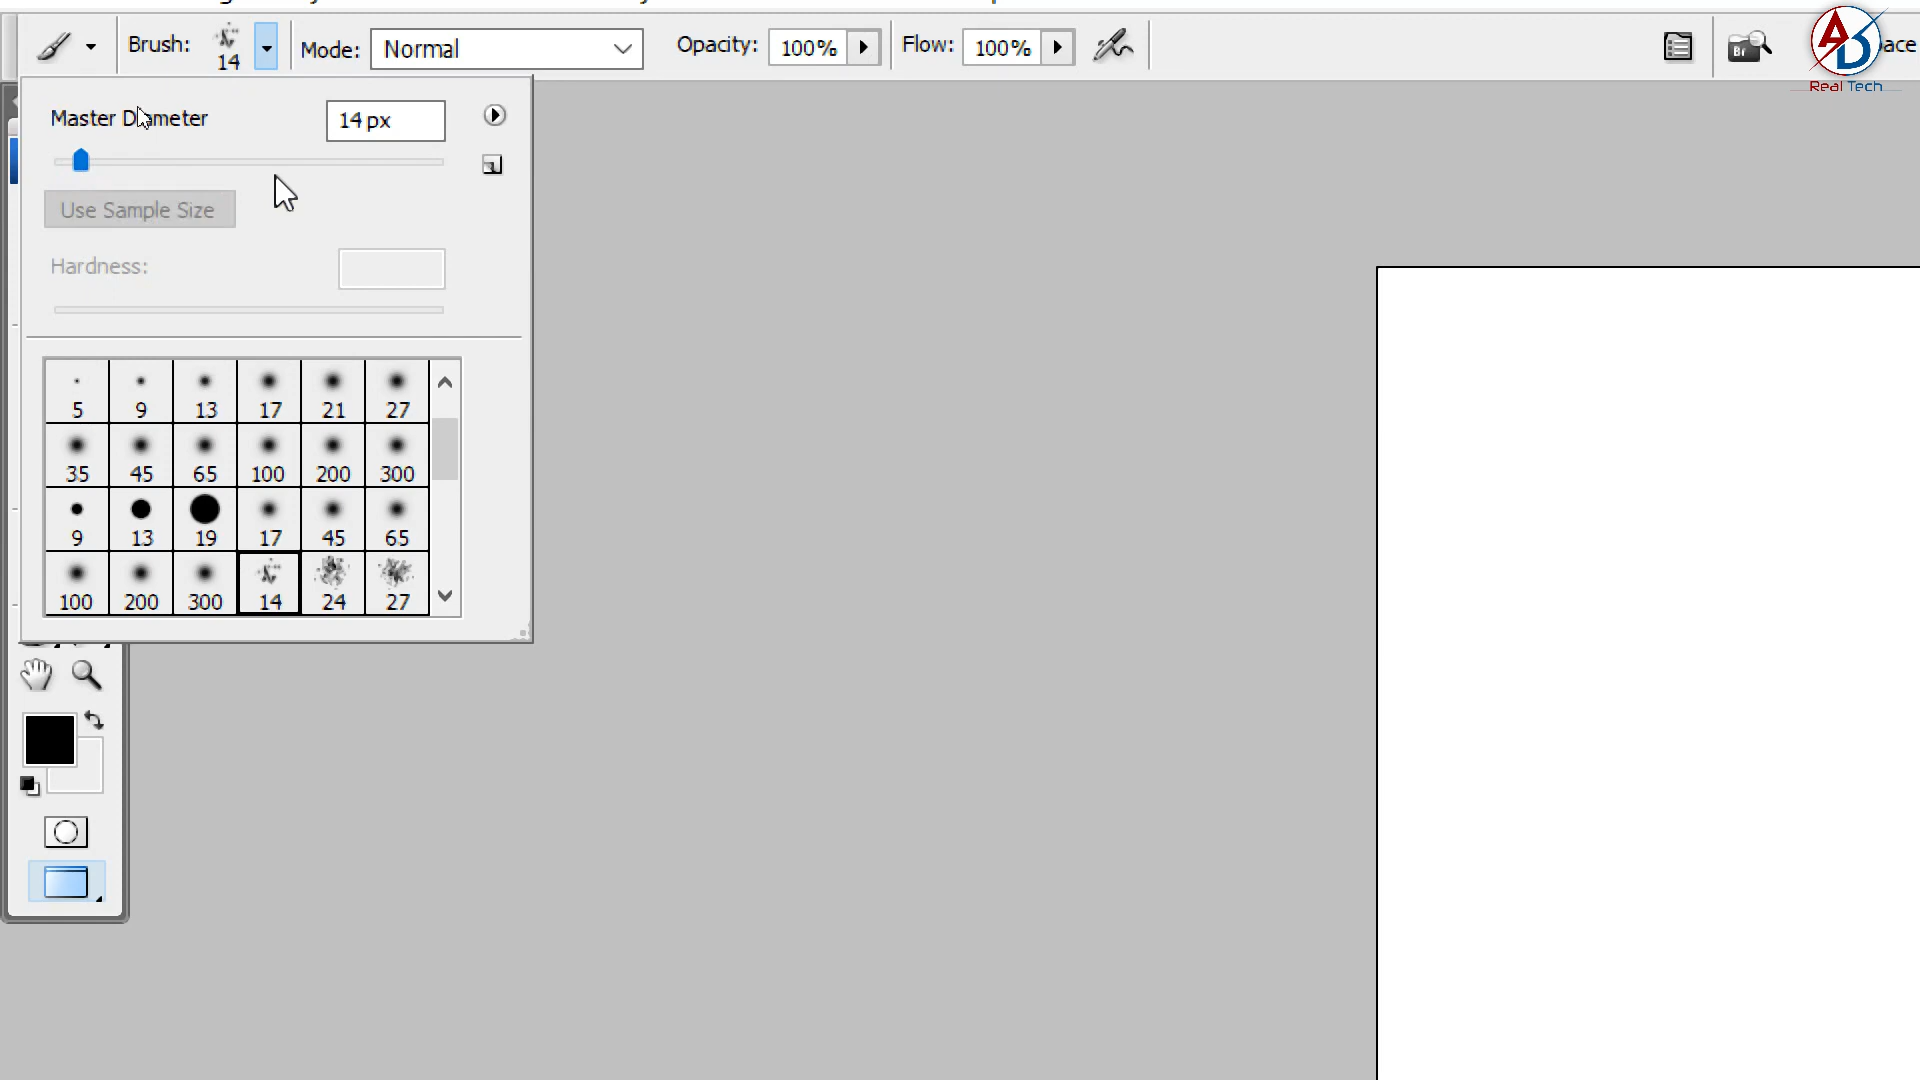 Brush:
14
Mode:
Normal
Opacity:
100%
Flow:
100%
Br
AD
Real Tech
ace
Master Diameter
14 px
Use Sample Size
Hardness:
5 9 13 17 21 27
35 45 65 100 200 300
9 13 19 17 45 65
100 200 300 14 24 27